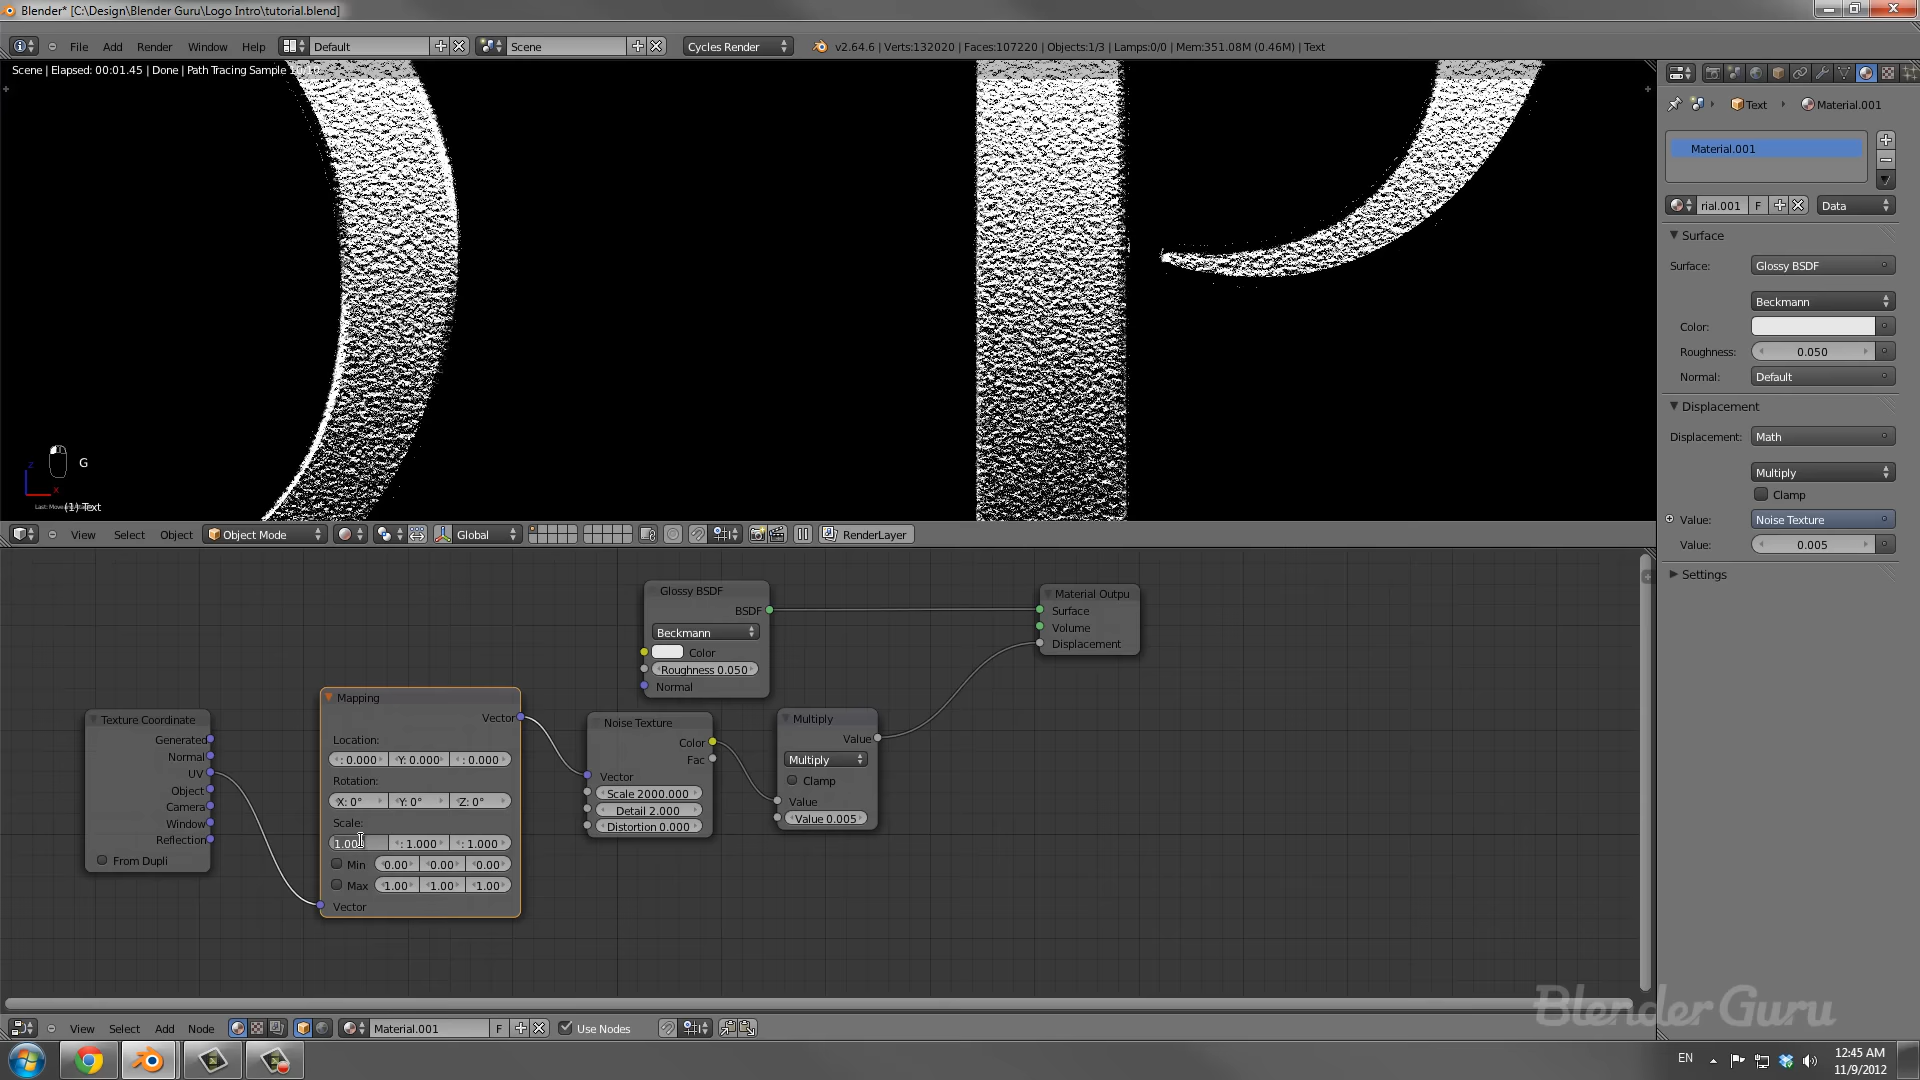 Blender* [C:\Design\Blender Guru\Logo Intro\tutorial.blend]
File Add Render Window Help Default Scene Cycles Render v2.64.6 | Verts:132020 | Faces:107220 | Objects:1/3 | Lamps:0/0 | Mem:351.08M (0.46M) | Text
Scene | Elapsed: 00:01.45 | Done | Path Tracing Sample
Text Material.001
Material.001
rial.001 F Data
Surface
Surface: Glossy BSDF
Beckmann
Color:
Roughness: 0.050
Normal: Default
Displacement
Displacement: Math
Multiply
Clamp
Value: Noise Texture
Value: 0.005
Settings
G
z
x
(1) Text
View Select Object Object Mode Global RenderLayer
Glossy BSDF
BSDF
Beckmann
Color
Roughness 0.050
Normal
Material Outpu
Surface
Volume
Displacement
Texture Coordinate
Generated
Normal
UV
Object
Camera
Window
Reflection
From Dupli
Mapping
Vector
Location:
: 0.000 Y: 0.000 : 0.000
Rotation:
X: 0° Y: 0° Z: 0°
Scale:
1.00 : 1.000 : 1.000
Min 0.00 0.00 0.00
Max 1.00 1.00 1.00
Vector
Noise Texture
Color
Fac
Vector
Scale 2000.000
Detail 2.000
Distortion 0.000
Multiply
Value
Multiply
Clamp
Value
Value 0.005
BlenderGuru
View Select Add Node Material.001 F Use Nodes
EN
12:45 AM
11/9/2012